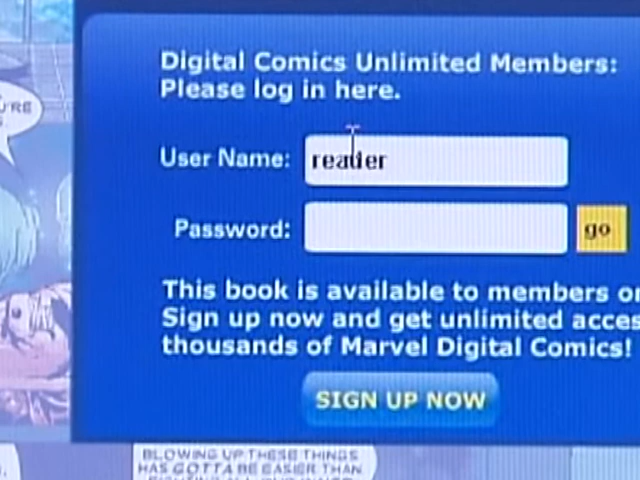 Digital Comics Unlimited Members:
Please log in here.
User Name: reader
Password: go
This book is available to members
Sign up now and get unlimited
thousands of Marvel Digital Comics!
SIGN UP NOW
BLOWING UP THESE THINGS
HAS GOTTA BE EASIER THAN